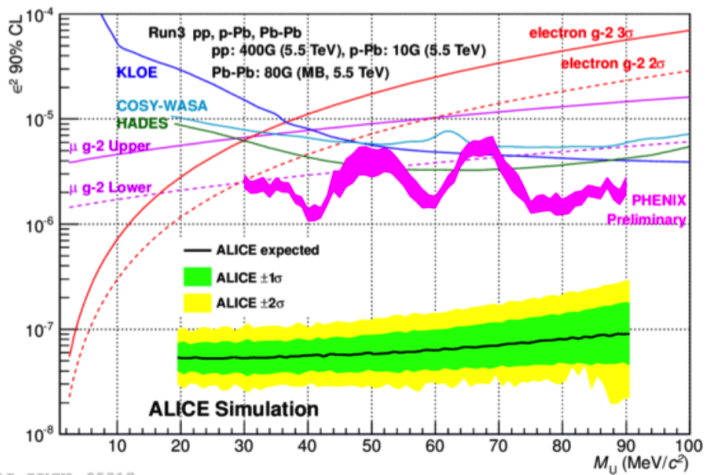 10⁻⁴
Run3 pp, p-Pb, Pb-Pb
electron g-2 3σ
pp: 400G (5.5 TeV), p-Pb: 10G (5.5 TeV)
electron g-2 2σ
KLOE
Pb-Pb: 80G (MB, 5.5 TeV)
ε² 90% CL
COSY-WASA
10⁻⁵
HADES
μ g-2 Upper
μ g-2 Lower
PHENIX
Preliminary
10⁻⁶
ALICE expected
ALICE ±1σ
ALICE ±2σ
10⁻⁷
ALICE Simulation
10⁻⁸
10 20 30 40 50 60 70 80 90 100
M_U (MeV/c²)